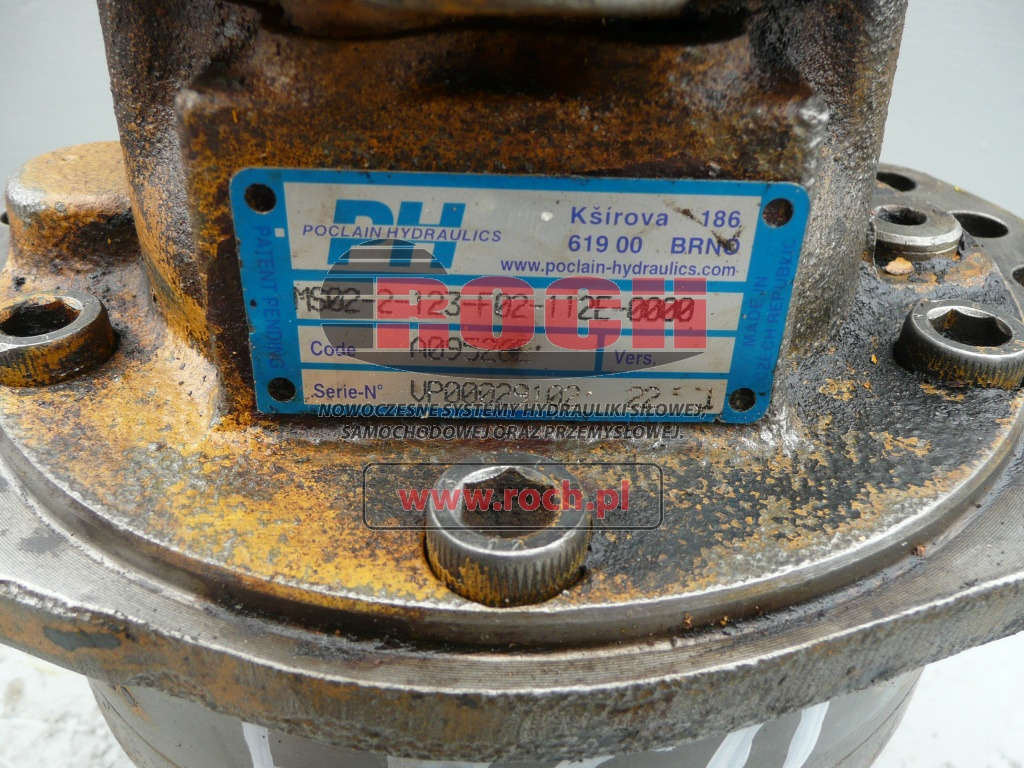 PH
POCLAIN HYDRAULICS
Kšírova 186
619 00 BRNO
www.poclain-hydraulics.com
PATENT PENDING
MADE IN
CZECH REPUBLIC
MS02-2-123-F02-112E-0000
Code
Vers.
Serie-N° VP00029102 22
ROCH
NOWOCZESNE SYSTEMY HYDRAULIKI SIŁOWEJ,
SAMOCHODOWEJ ORAZ PRZEMYSŁOWEJ.
www.roch.pl